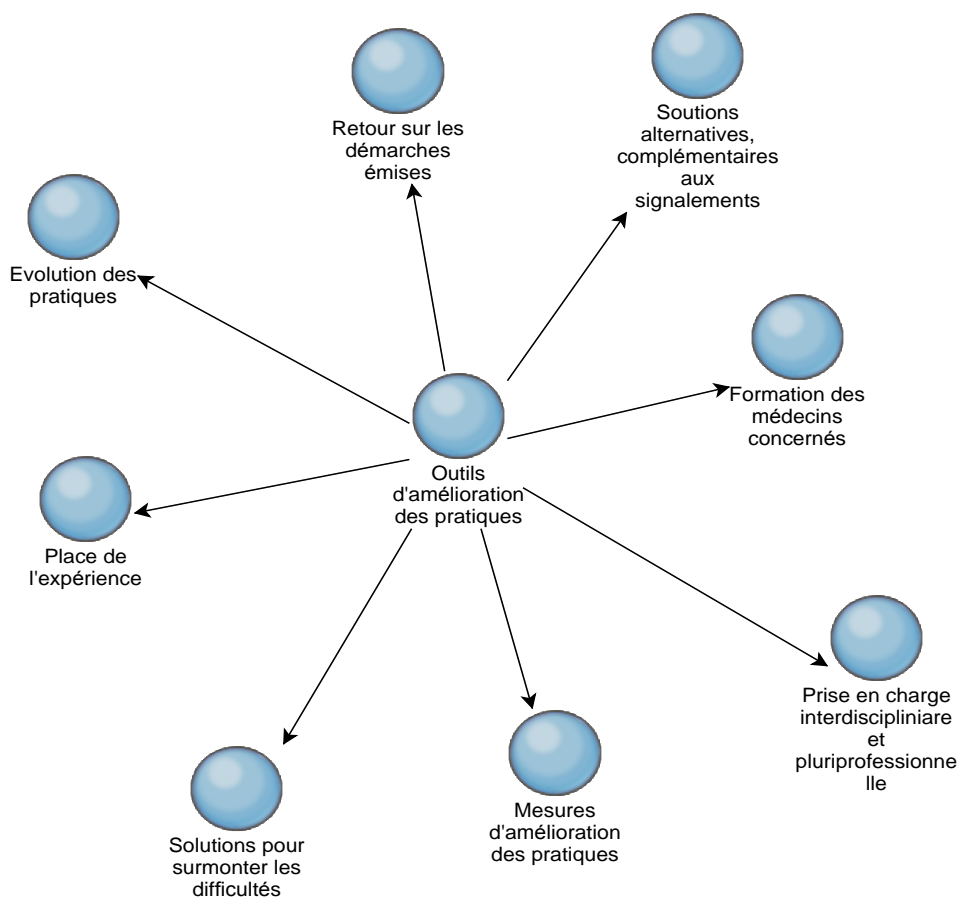 Retour sur les
démarches
émises
Soutions
alternatives,
complémentaires
aux
signalements
Evolution des
pratiques
Formation des
médecins
concernés
Outils
d'amélioration
des pratiques
Place de
l'expérience
Prise en charge
interdiscipliniare
et
pluriprofessionne
lle
Solutions pour
surmonter les
difficultés
Mesures
d'amélioration
des pratiques